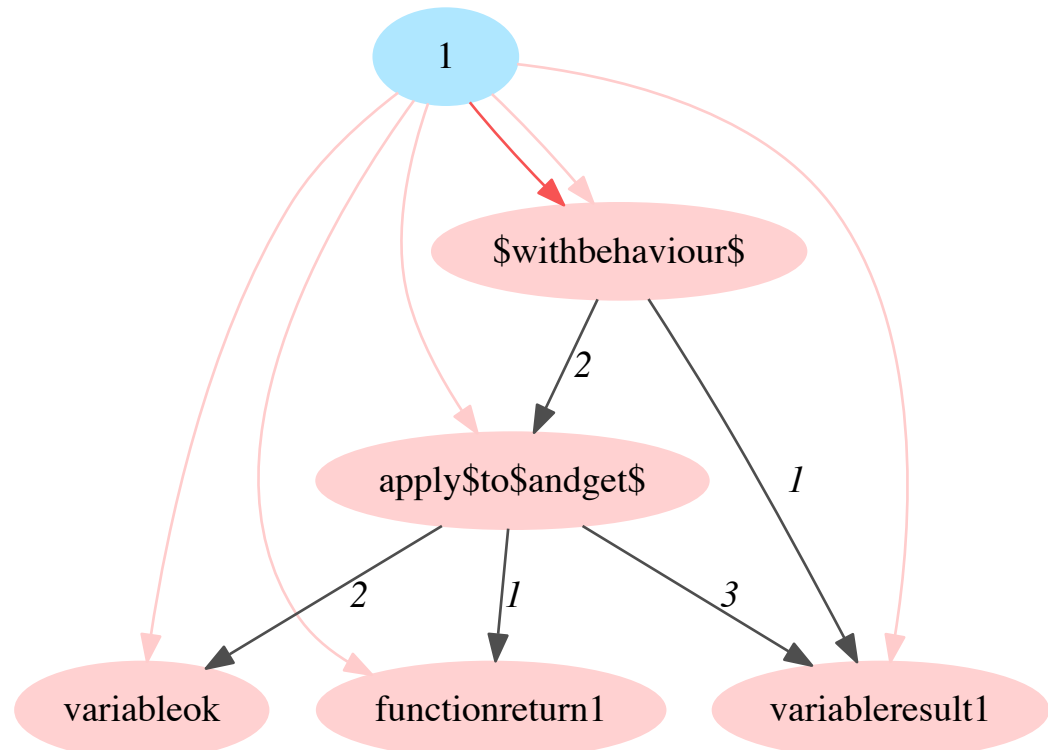 1
$withbehaviour$
2
1
apply$to$andget$
2
1
3
variableok
functionreturn1
variableresult1